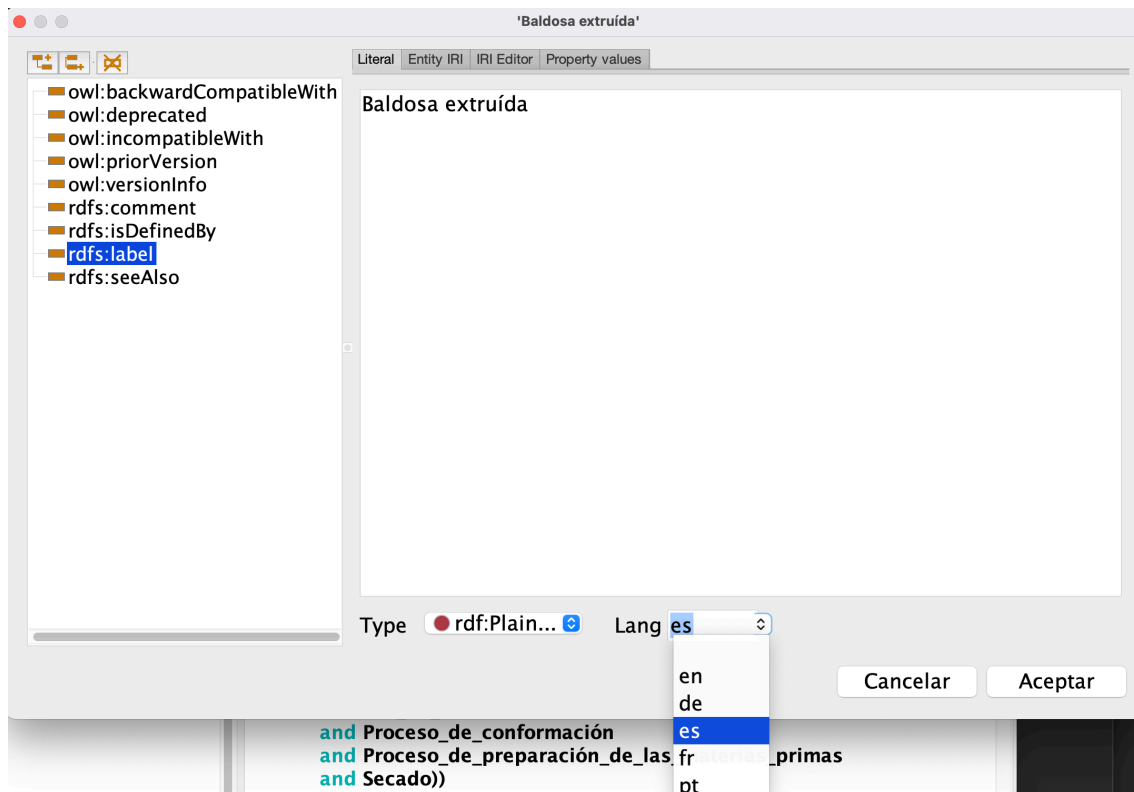 'Baldosa extruída'
Literal Entity IRI IRI Editor Property values
owl:backwardCompatibleWith
owl:deprecated
owl:incompatibleWith
owl:priorVersion
owl:versionInfo
rdfs:comment
rdfs:isDefinedBy
rdfs:label
rdfs:seeAlso
Baldosa extruída
Type rdf:Plain... Lang es
en
de
es
fr
pt
Cancelar Aceptar
and Proceso_de_conformación
and Proceso_de_preparación_de_las primas
and Secado))